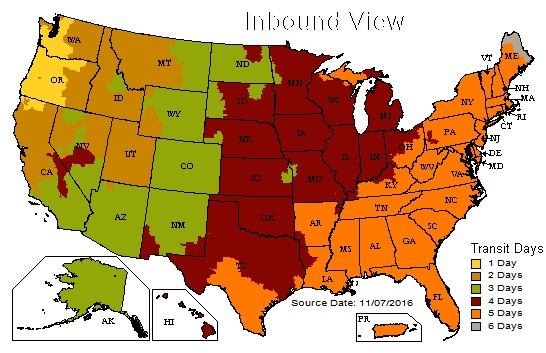 Inbound View
WA
OR
MT
ID
WY
ND
SD
MN
WI
MI
NE
IA
NV
UT
CO
CA
KS
MO
IL
IN
OH
KY
WV
VA
PA
NY
VT
ME
NH
MA
RI
CT
NJ
DE
MD
AZ
NM
OK
AR
TN
NC
SC
MS
AL
GA
TX
LA
FL
AK
HI
PR
Source Date: 11/07/2016
Transit Days
1 Day
2 Days
3 Days
4 Days
5 Days
6 Days